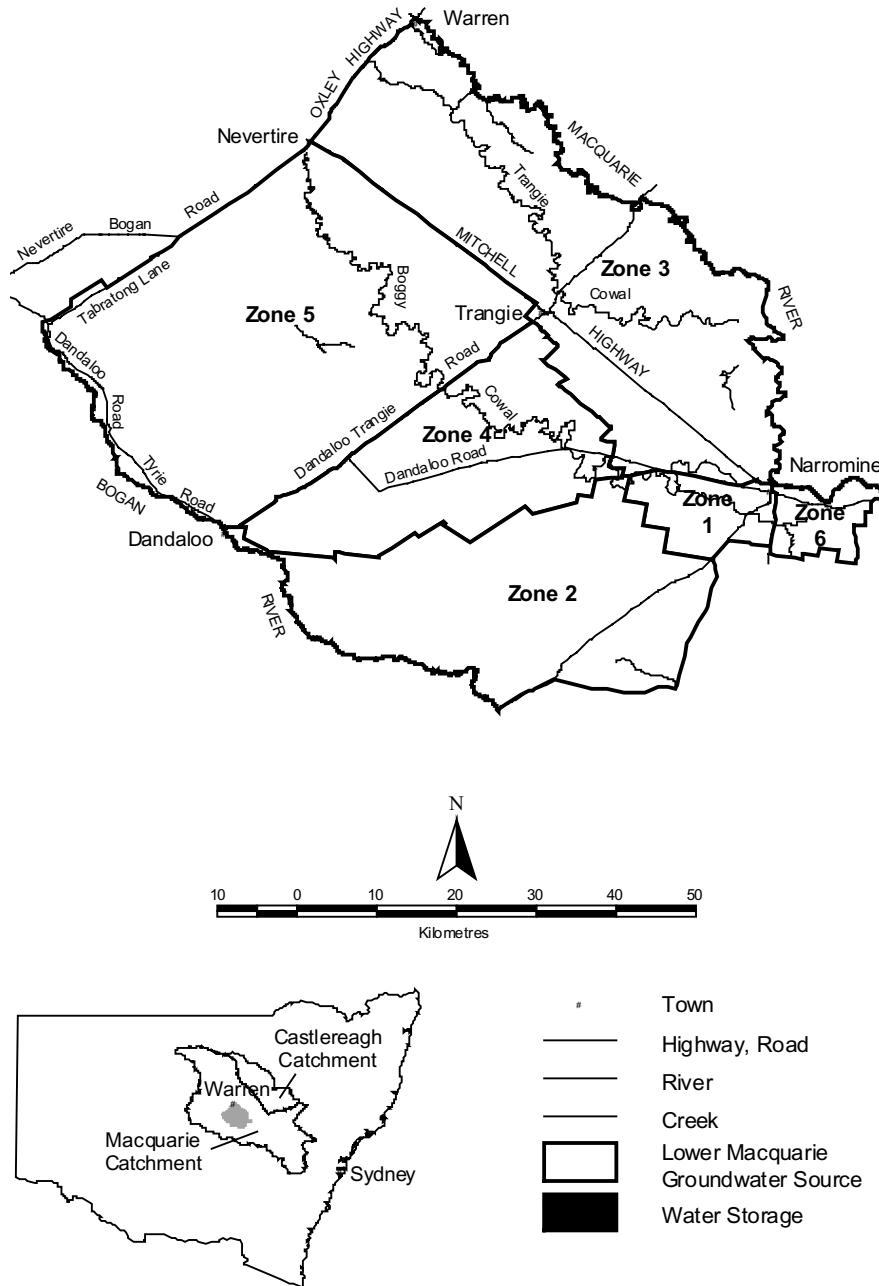 Warren
OXLEY HIGHWAY
Nevertire
MACQUARIE
Trangie
Road
Bogan
Nevertire
MITCHELL
Zone 3
Tabratong Lane
Boggy
Cowal
RIVER
Zone 5
Trangie
HIGHWAY
Dandaloo
Road
Road
Cowal
Dandaloo Trangie
Zone 4
Dandaloo Road
Narromine
Tyrie
Zone
1
Zone
6
BOGAN
Road
Dandaloo
Zone 2
RIVER
N
10 0 10 20 30 40 50
Kilometres
Castlereagh
Catchment
Warren
Macquarie
Catchment
Sydney
Town
Highway, Road
River
Creek
Lower Macquarie
Groundwater Source
Water Storage